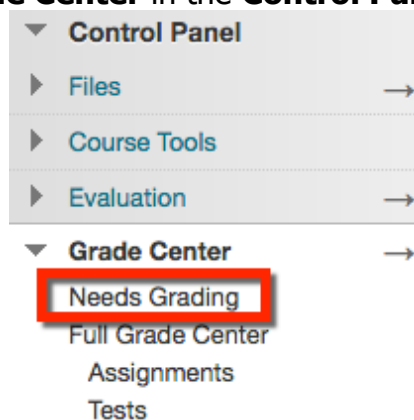 Center in the Control Pa
Control Panel
Files →
Course Tools
Evaluation →
Grade Center →
Needs Grading
Full Grade Center
Assignments
Tests